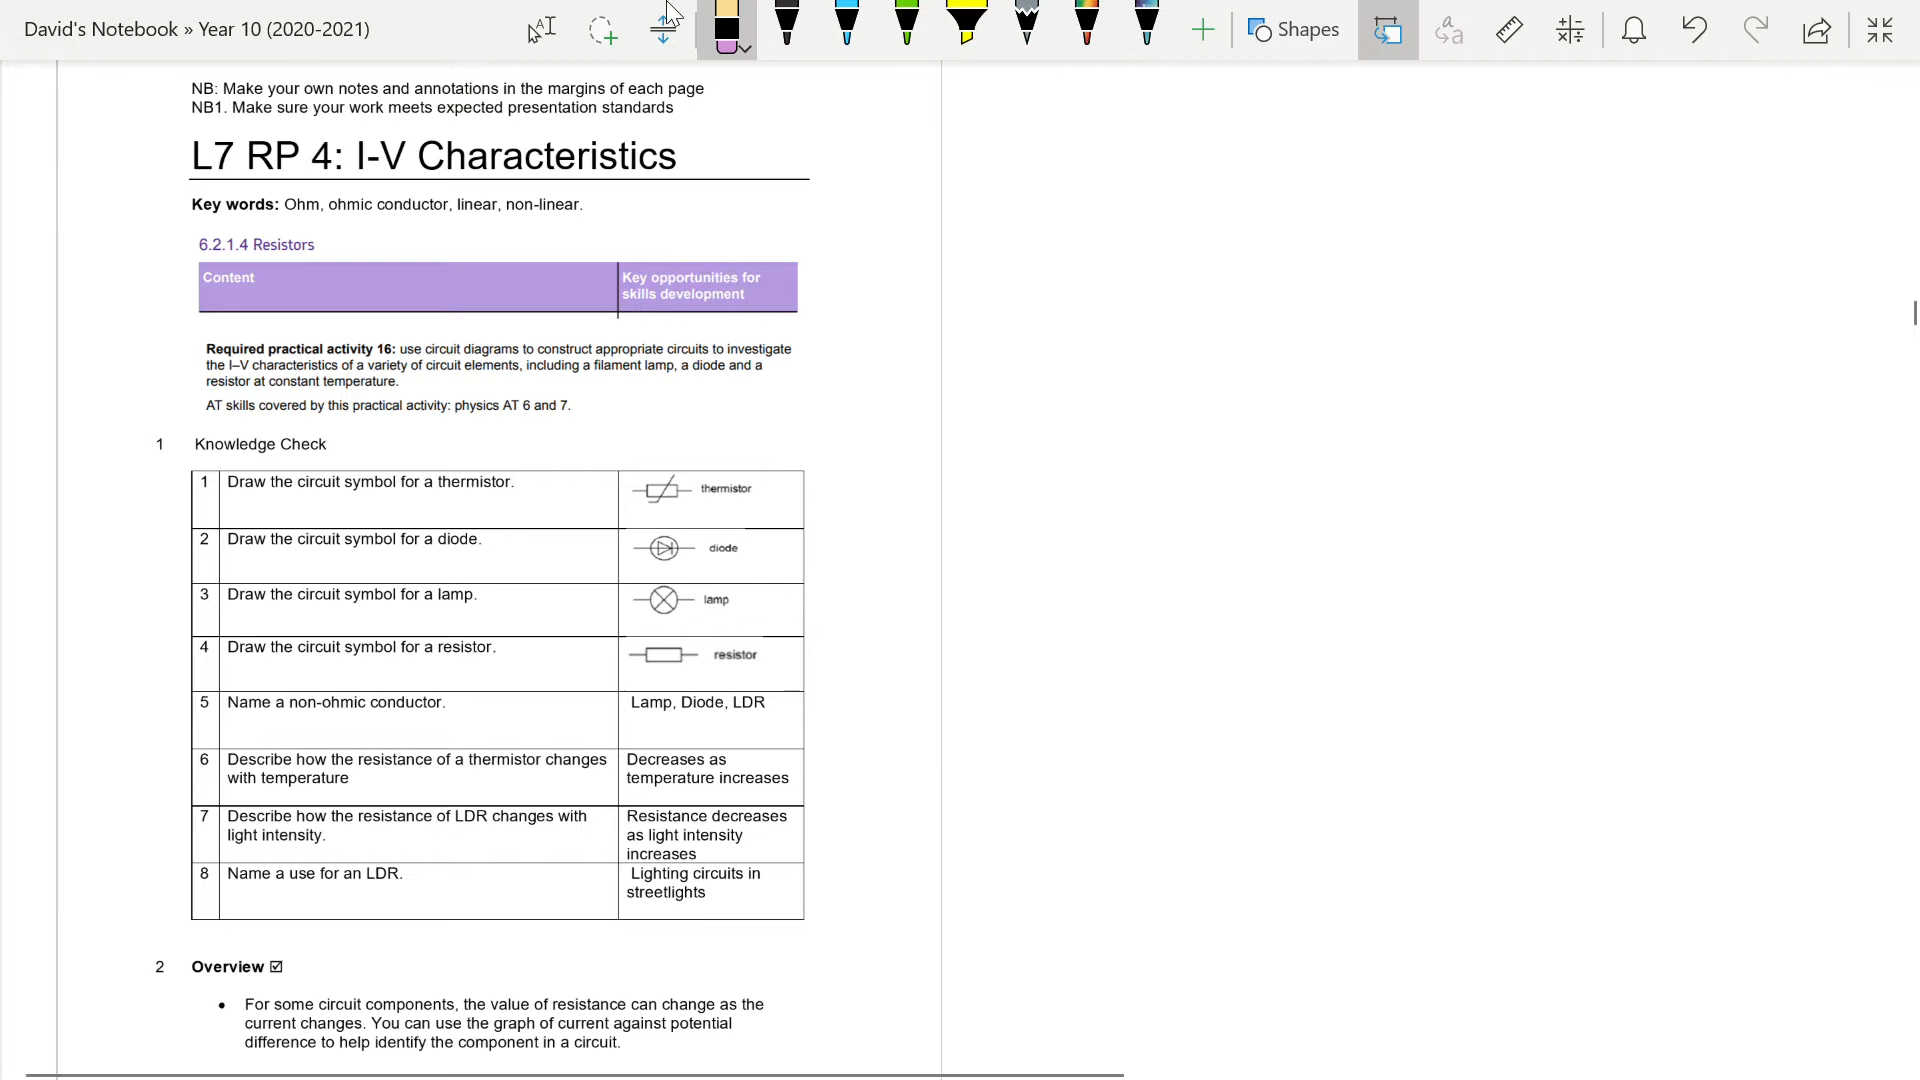 David's Notebook » Year 10 (2020-2021)
Shapes
NB: Make your own notes and annotations in the margins of each page
NB1. Make sure your work meets expected presentation standards
L7 RP 4: I-V Characteristics
Key words: Ohm, ohmic conductor, linear, non-linear.
6.2.1.4 Resistors
Content
Key opportunities for
skills development
Required practical activity 16: use circuit diagrams to construct appropriate circuits to investigate
the I–V characteristics of a variety of circuit elements, including a filament lamp, a diode and a
resistor at constant temperature.
AT skills covered by this practical activity: physics AT 6 and 7.
1 Knowledge Check
1 Draw the circuit symbol for a thermistor. thermistor
2 Draw the circuit symbol for a diode. diode
3 Draw the circuit symbol for a lamp. lamp
4 Draw the circuit symbol for a resistor. resistor
5 Name a non-ohmic conductor. Lamp, Diode, LDR
6 Describe how the resistance of a thermistor changes
with temperature
Decreases as
temperature increases
7 Describe how the resistance of LDR changes with
light intensity.
Resistance decreases
as light intensity
increases
8 Name a use for an LDR.
Lighting circuits in
streetlights
2 Overview ☑
• For some circuit components, the value of resistance can change as the
current changes. You can use the graph of current against potential
difference to help identify the component in a circuit.